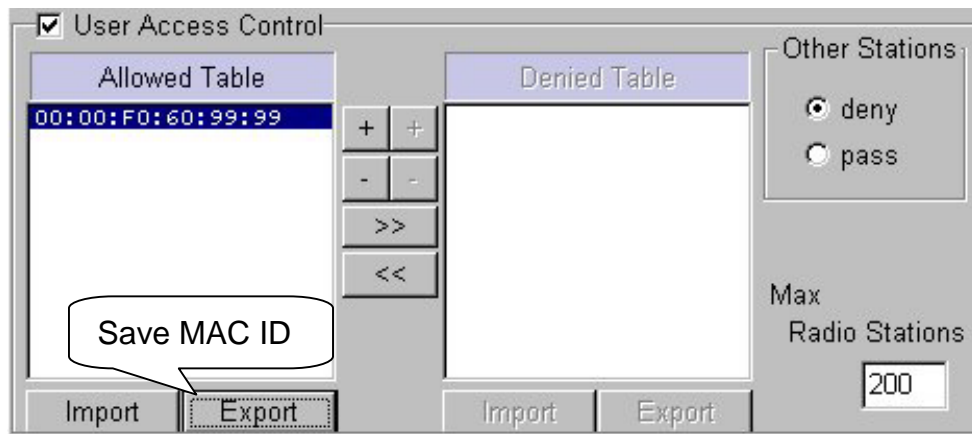 User Access Control
Allowed Table
00:00:F0:60:99:99
+ +
- -
>>
<<
Save MAC ID
Import Export
Denied Table
Import Export
Other Stations
deny
pass
Max
Radio Stations
200